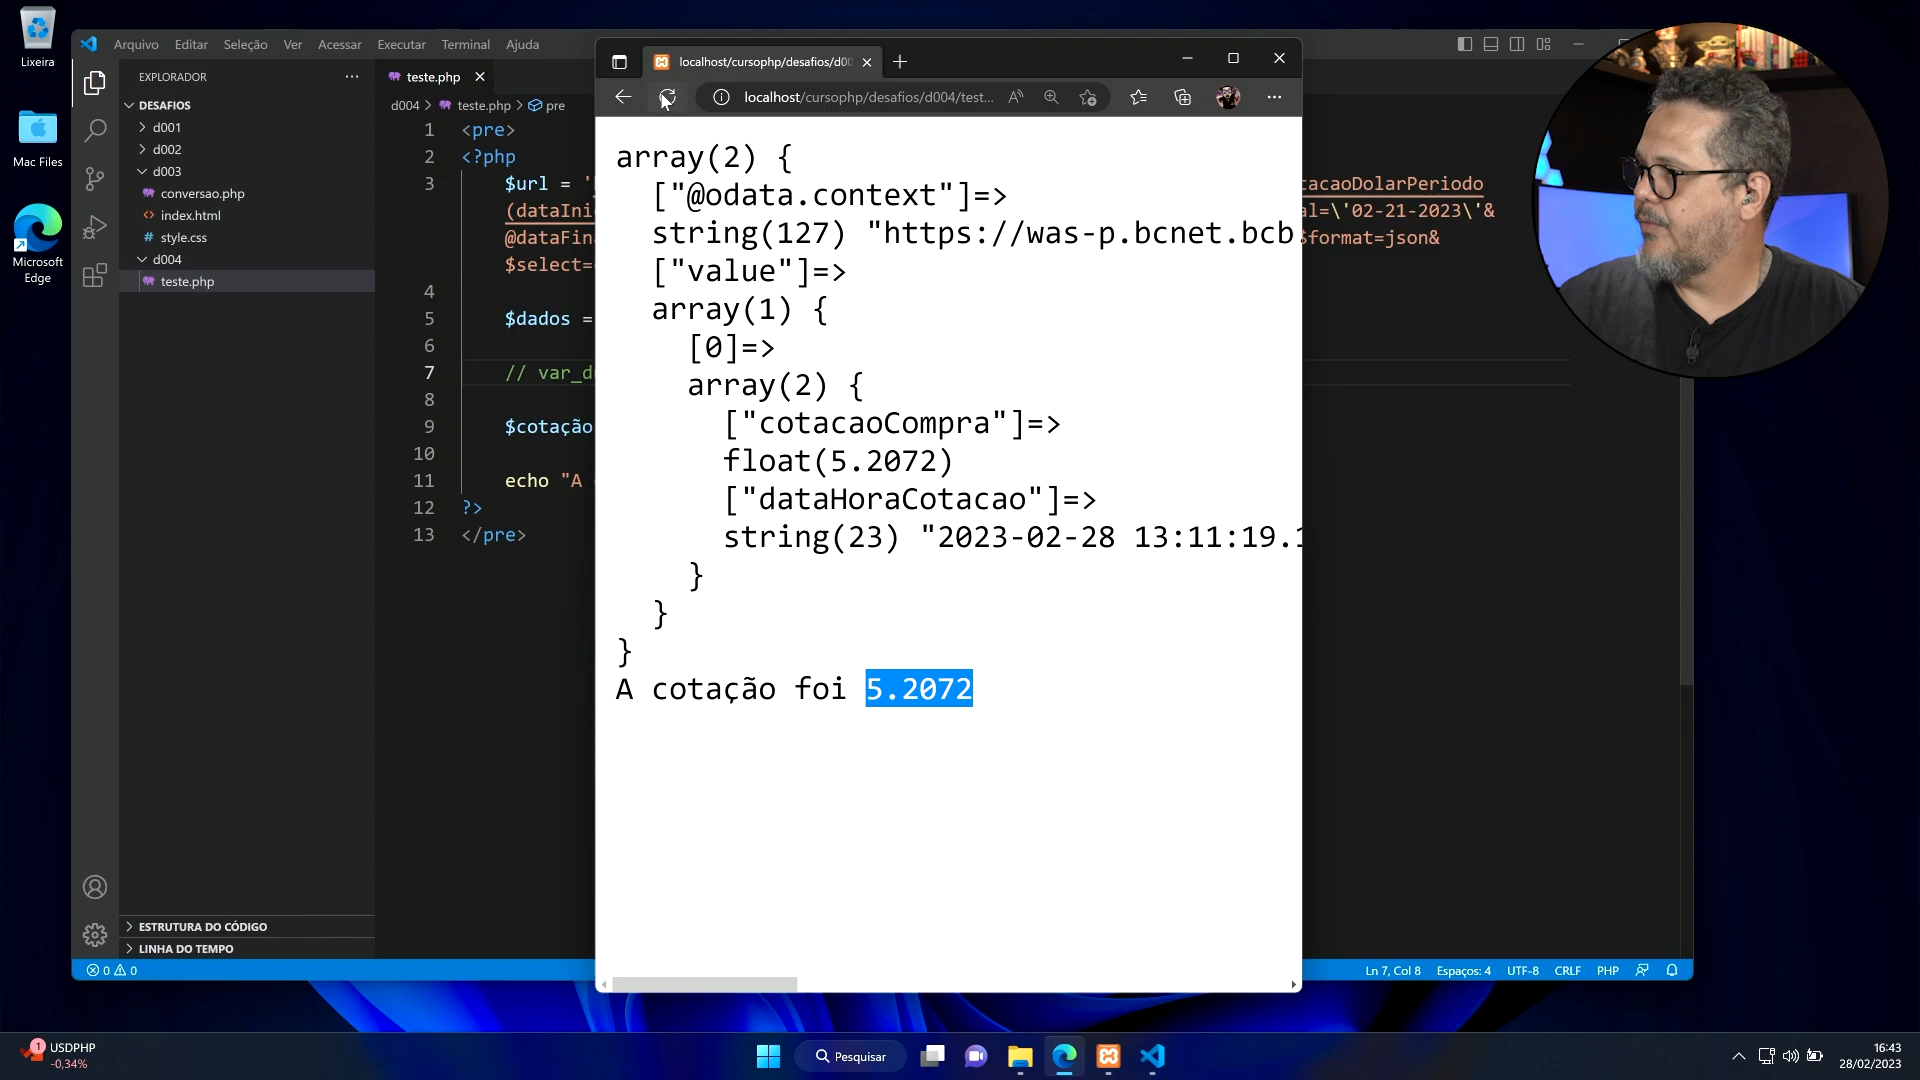 Lixeira
Mac Files
Microsoft
Edge
Arquivo Editar Seleção Ver Acessar Executar Terminal Ajuda
EXPLORADOR
DESAFIOS
d001
d002
d003
conversao.php
index.html
style.css
d004
teste.php
ESTRUTURA DO CÓDIGO
LINHA DO TEMPO
teste.php
d004 > teste.php > pre
1 <pre>
2 <?php
3 $url = '
(dataIni
@dataFin
$select=
tacaoDolarPeriodo
al=\'02-21-2023\'&
$format=json&
4
5 $dados =
6
7 // var_d
8
9 $cotação
10
11 echo "A
12 ?>
13 </pre>
localhost/cursophp/desafios/d00
localhost/cursophp/desafios/d004/test...
array(2) {
["@odata.context"]=>
string(127) "https://was-p.bcnet.bcb
["value"]=>
array(1) {
[0]=>
array(2) {
["cotacaoCompra"]=>
float(5.2072)
["dataHoraCotacao"]=>
string(23) "2023-02-28 13:11:19.1
}
}
}
A cotação foi 5.2072
0 0
Ln 7, Col 8 Espaços: 4 UTF-8 CRLF PHP
1
USDPHP
-0,34%
Pesquisar
16:43
28/02/2023